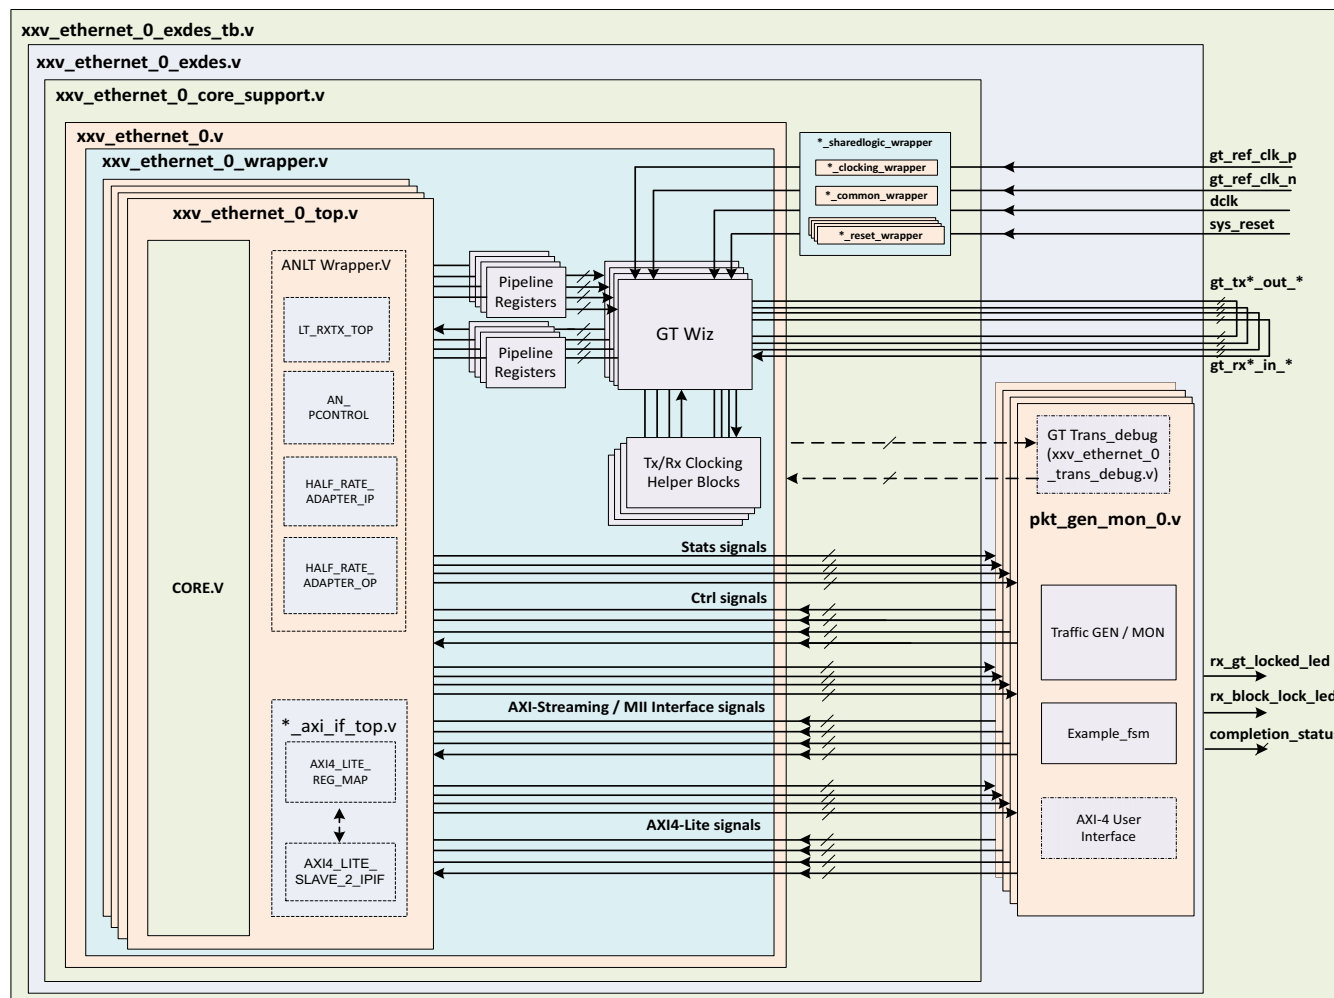 xxv_ethernet_0_exdes_tb.v
xxv_ethernet_0_exdes.v
xxv_ethernet_0_core_support.v
xxv_ethernet_0.v
xxv_ethernet_0_wrapper.v
xxv_ethernet_0_top.v
CORE.V
ANLT Wrapper.V
LT_RXTX_TOP
AN_
PCONTROL
HALF_RATE_
ADAPTER_IP
HALF_RATE_
ADAPTER_OP
*_axi_if_top.v
AXI4_LITE_
REG_MAP
AXI4_LITE_
SLAVE_2_IPIF
Pipeline
Registers
Pipeline
Registers
GT Wiz
Tx/Rx Clocking
Helper Blocks
*_sharedlogic_wrapper
*_clocking_wrapper
*_common_wrapper
*_reset_wrapper
gt_ref_clk_p
gt_ref_clk_n
dclk
sys_reset
gt_tx*_out_*
gt_rx*_in_*
Stats signals
Ctrl signals
AXI-Streaming / MII Interface signals
AXI4-Lite signals
GT Trans_debug
(xxv_ethernet_0
_trans_debug.v)
pkt_gen_mon_0.v
Traffic GEN / MON
Example_fsm
AXI-4 User
Interface
rx_gt_locked_led
rx_block_lock_led
completion_status